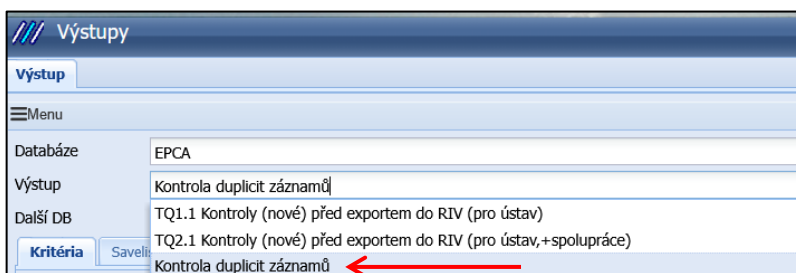 Výstupy
Výstup
Menu
Databáze EPCA
Výstup Kontrola duplicit záznamů
Další DB
TQ1.1 Kontroly (nové) před exportem do RIV (pro ústav)
TQ2.1 Kontroly (nové) před exportem do RIV (pro ústav,+spolupráce)
Kritéria
Kontrola duplicit záznamů